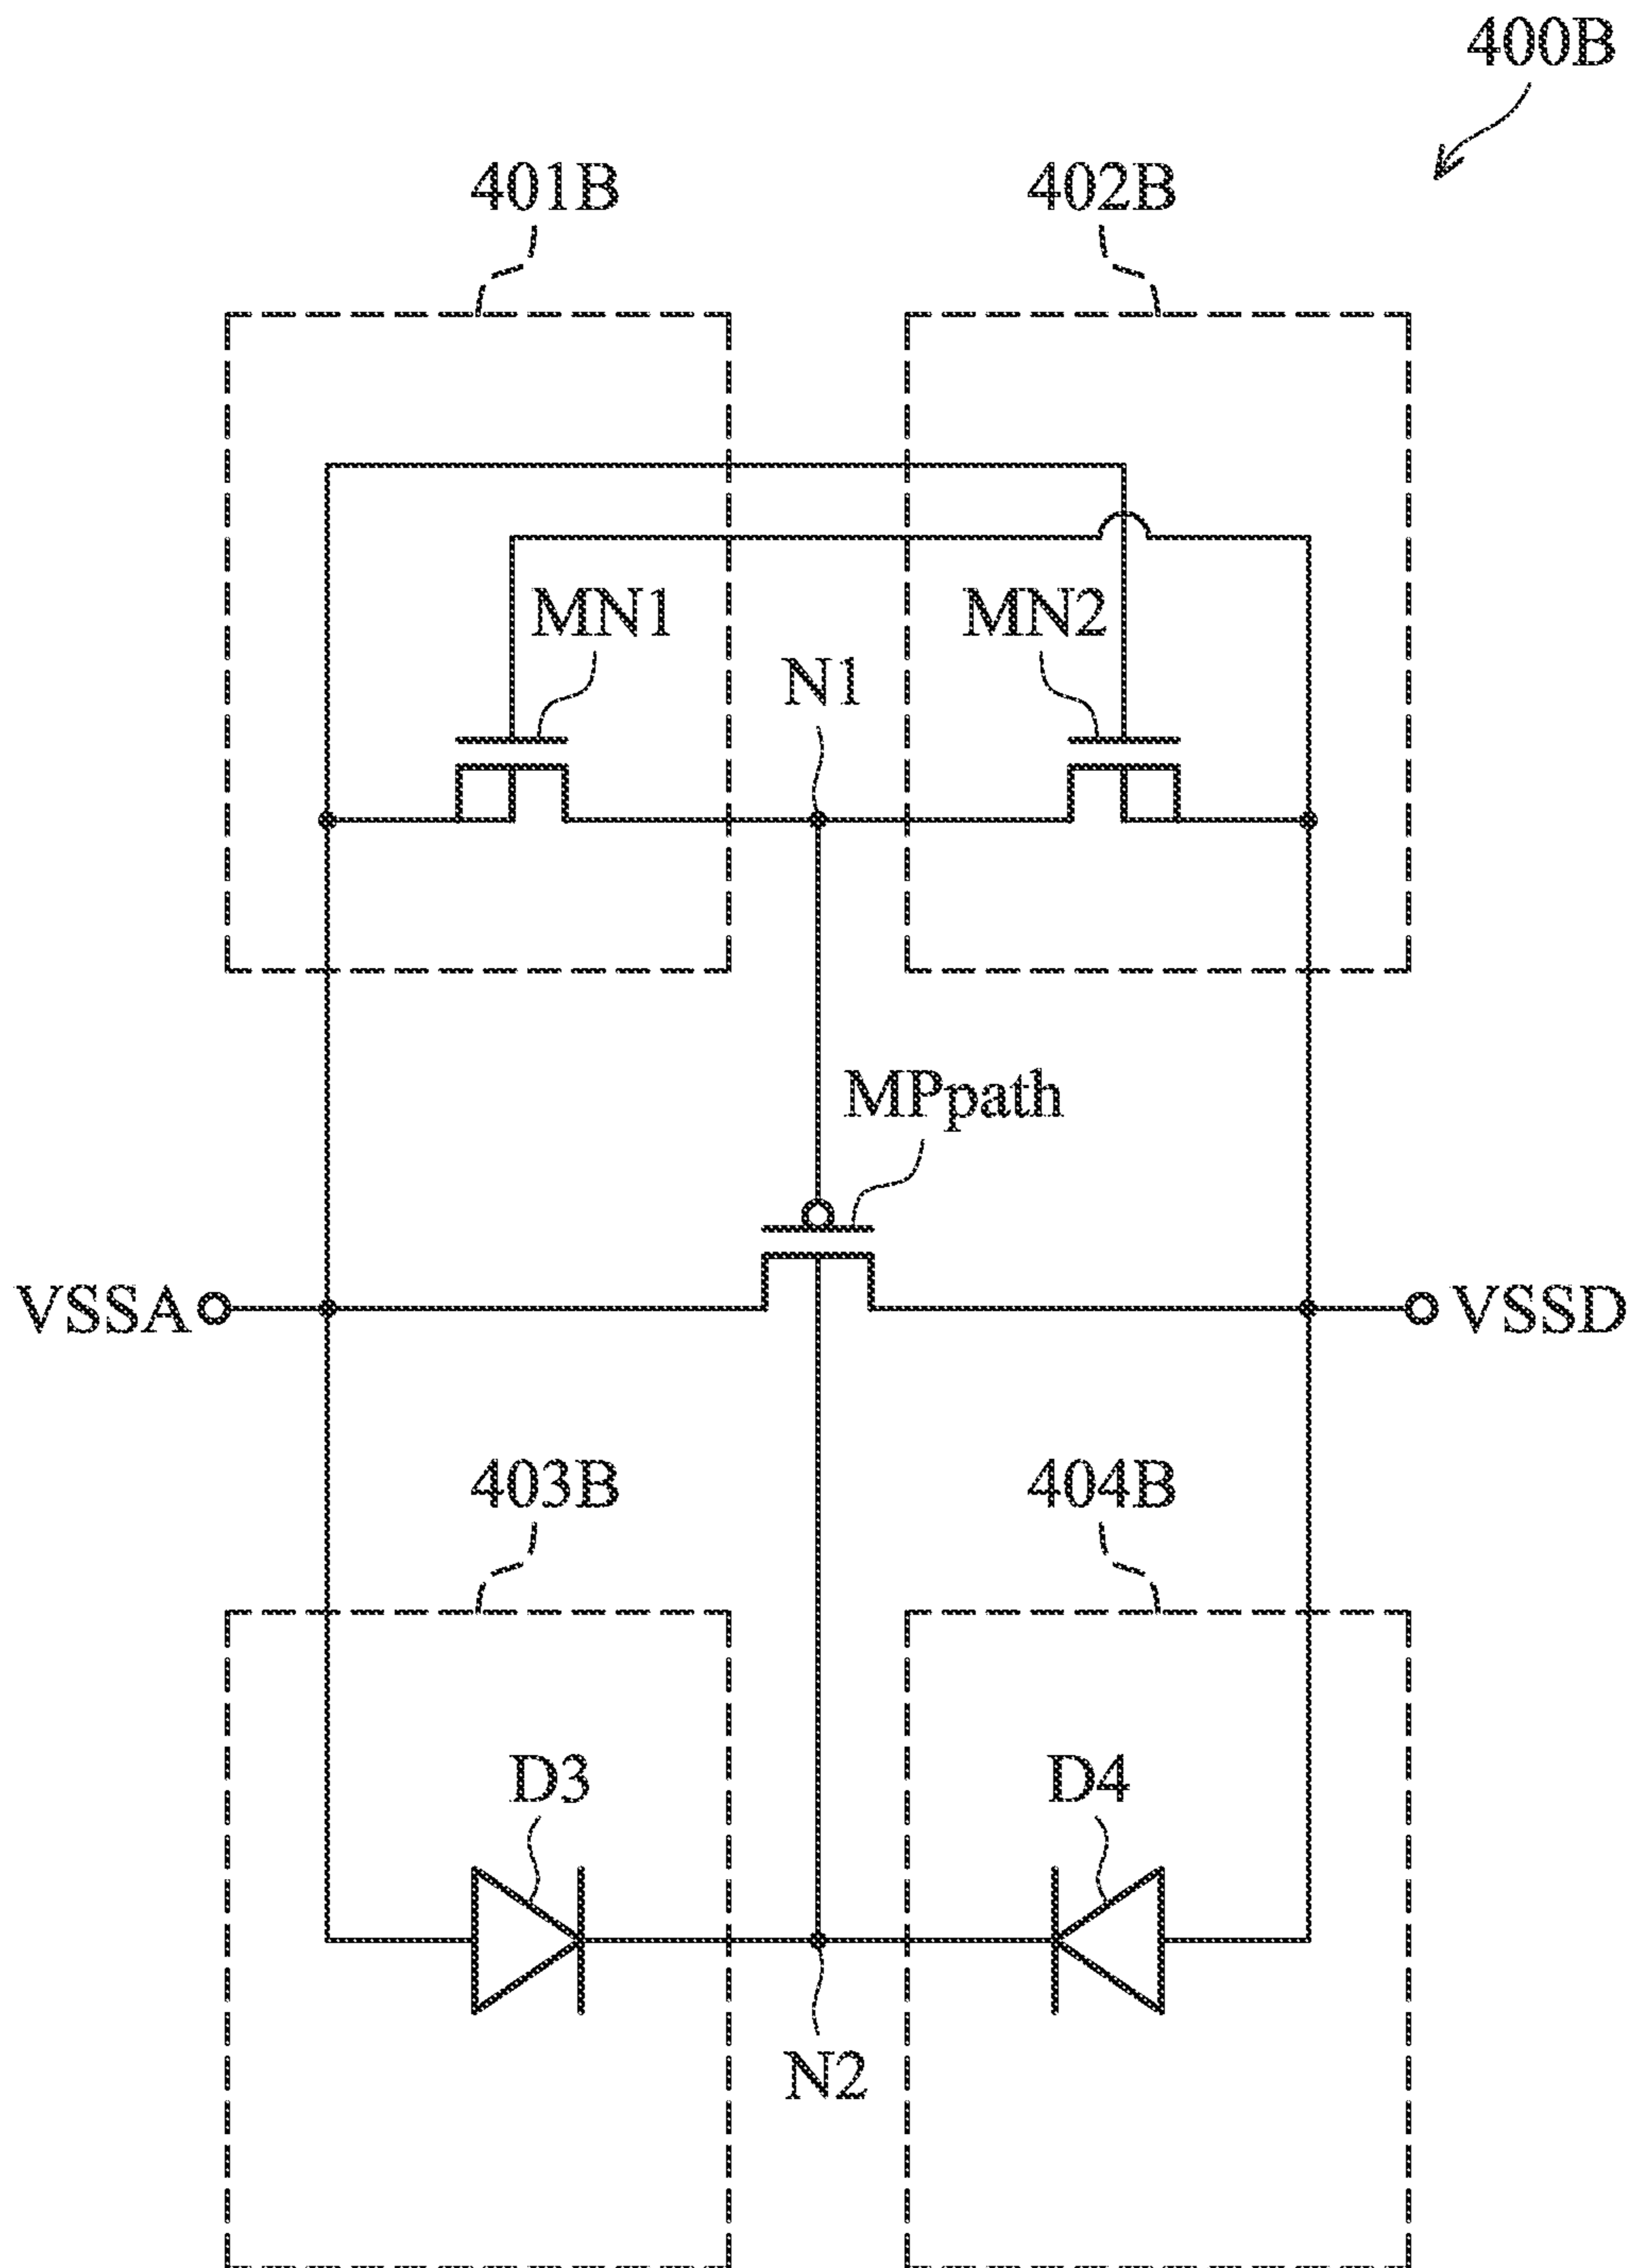 400B
401B
402B
MN1
MN2
N1
MPpath
VSSA
VSSD
403B
404B
D3
D4
N2